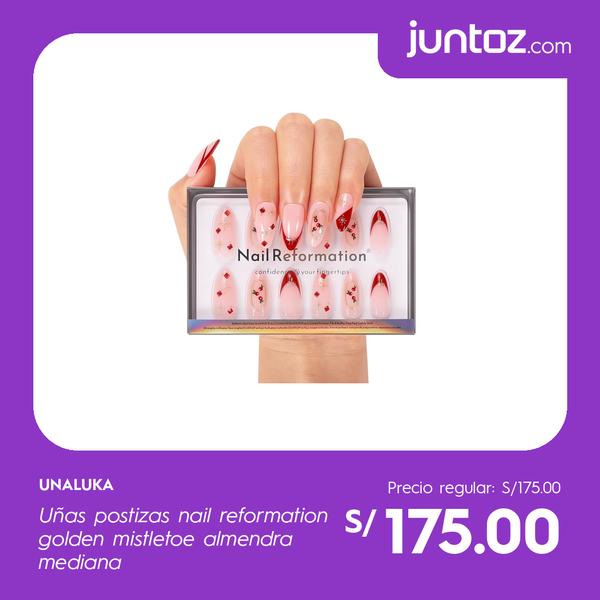 juntoz.com
Nail Reformation®
UNALUKA
Uñas postizas nail reformation
golden mistletoe almendra
mediana
Precio regular: S/175.00
S/ 175.00